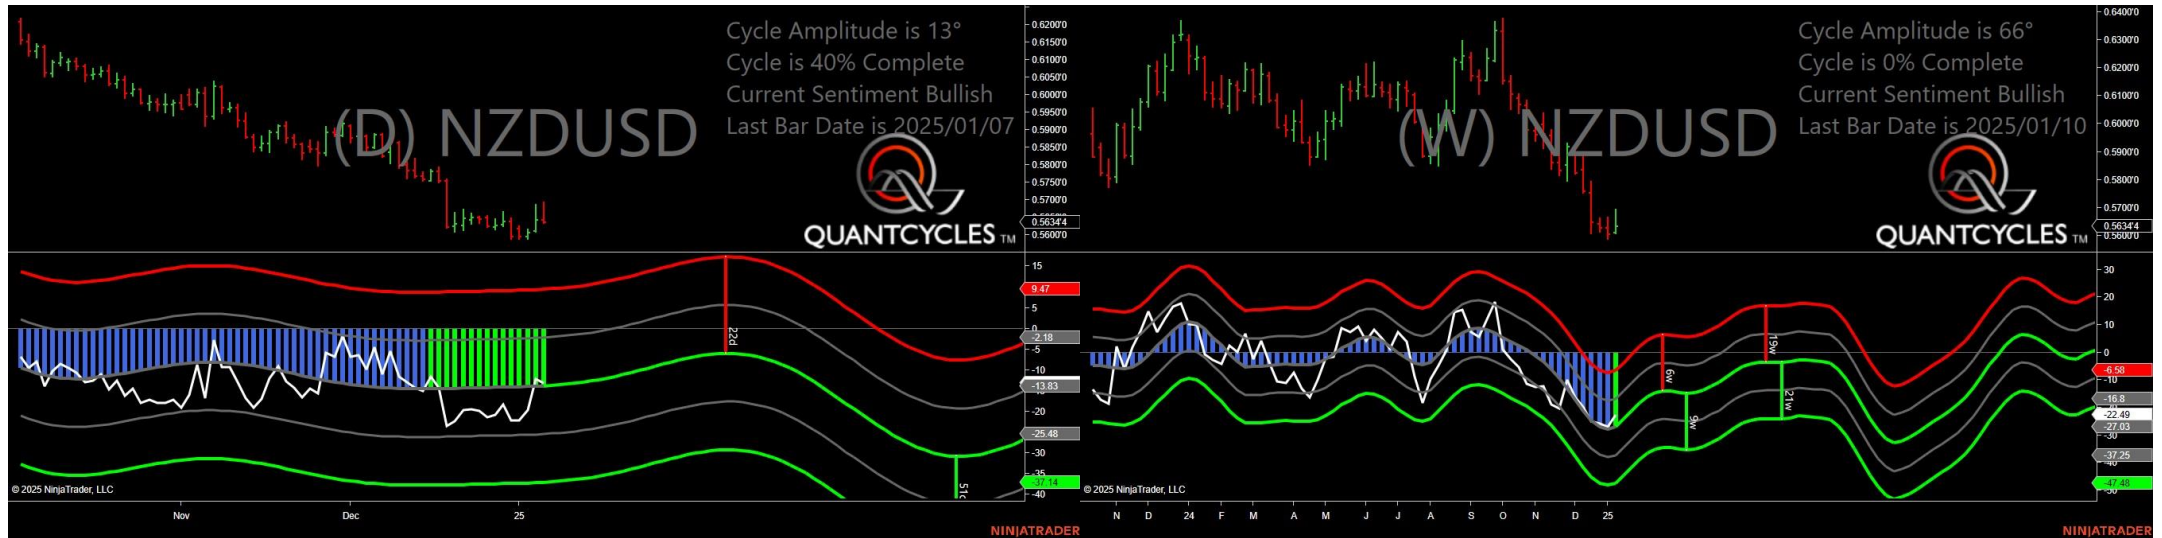 Cycle Amplitude is 13°
Cycle is 40% Complete
Current Sentiment Bullish
Last Bar Date is 2025/01/07
(D) NZDUSD
QUANTCYCLES TM
0.6200'0
0.6150'0
0.6100'0
0.6050'0
0.6000'0
0.5950'0
0.5900'0
0.5850'0
0.5800'0
0.5750'0
0.5700'0
0.5634'4
0.5600'0
15
9.47
5
0
-2.18
-5
-10
-13.83
-20
-25.48
-30
-35
-37.14
-40
22d
51d
© 2025 NinjaTrader, LLC
Nov
Dec
25
NINJATRADER
Cycle Amplitude is 66°
Cycle is 0% Complete
Current Sentiment Bullish
Last Bar Date is 2025/01/10
(W) NZDUSD
QUANTCYCLES TM
0.6400'0
0.6300'0
0.6200'0
0.6100'0
0.6000'0
0.5900'0
0.5800'0
0.5700'0
0.5634'4
0.5600'0
30
20
10
0
-6.58
-10
-16.8
-22.49
-27.03
-30
-37.25
-40
-47.48
6w
9w
19w
21w
© 2025 NinjaTrader, LLC
N D 24 F M A M J J A S O N D 25
NINJATRADER